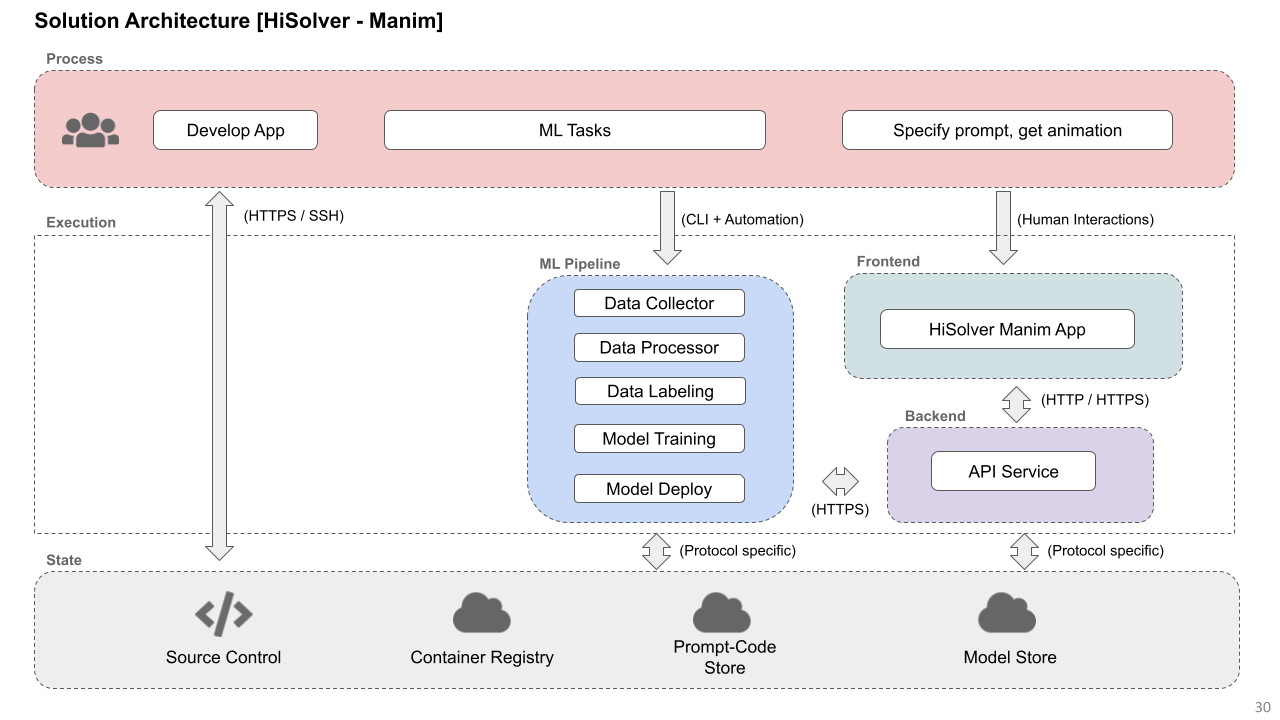 Solution Architecture [HiSolver - Manim]
Process
Develop App
ML Tasks
Specify prompt, get animation
(HTTPS / SSH)
(CLI + Automation)
(Human Interactions)
Execution
ML Pipeline
Data Collector
Data Processor
Data Labeling
Model Training
Model Deploy
Frontend
HiSolver Manim App
(HTTP / HTTPS)
Backend
API Service
(HTTPS)
(Protocol specific)
(Protocol specific)
State
Source Control
Container Registry
Prompt-Code
Store
Model Store
30